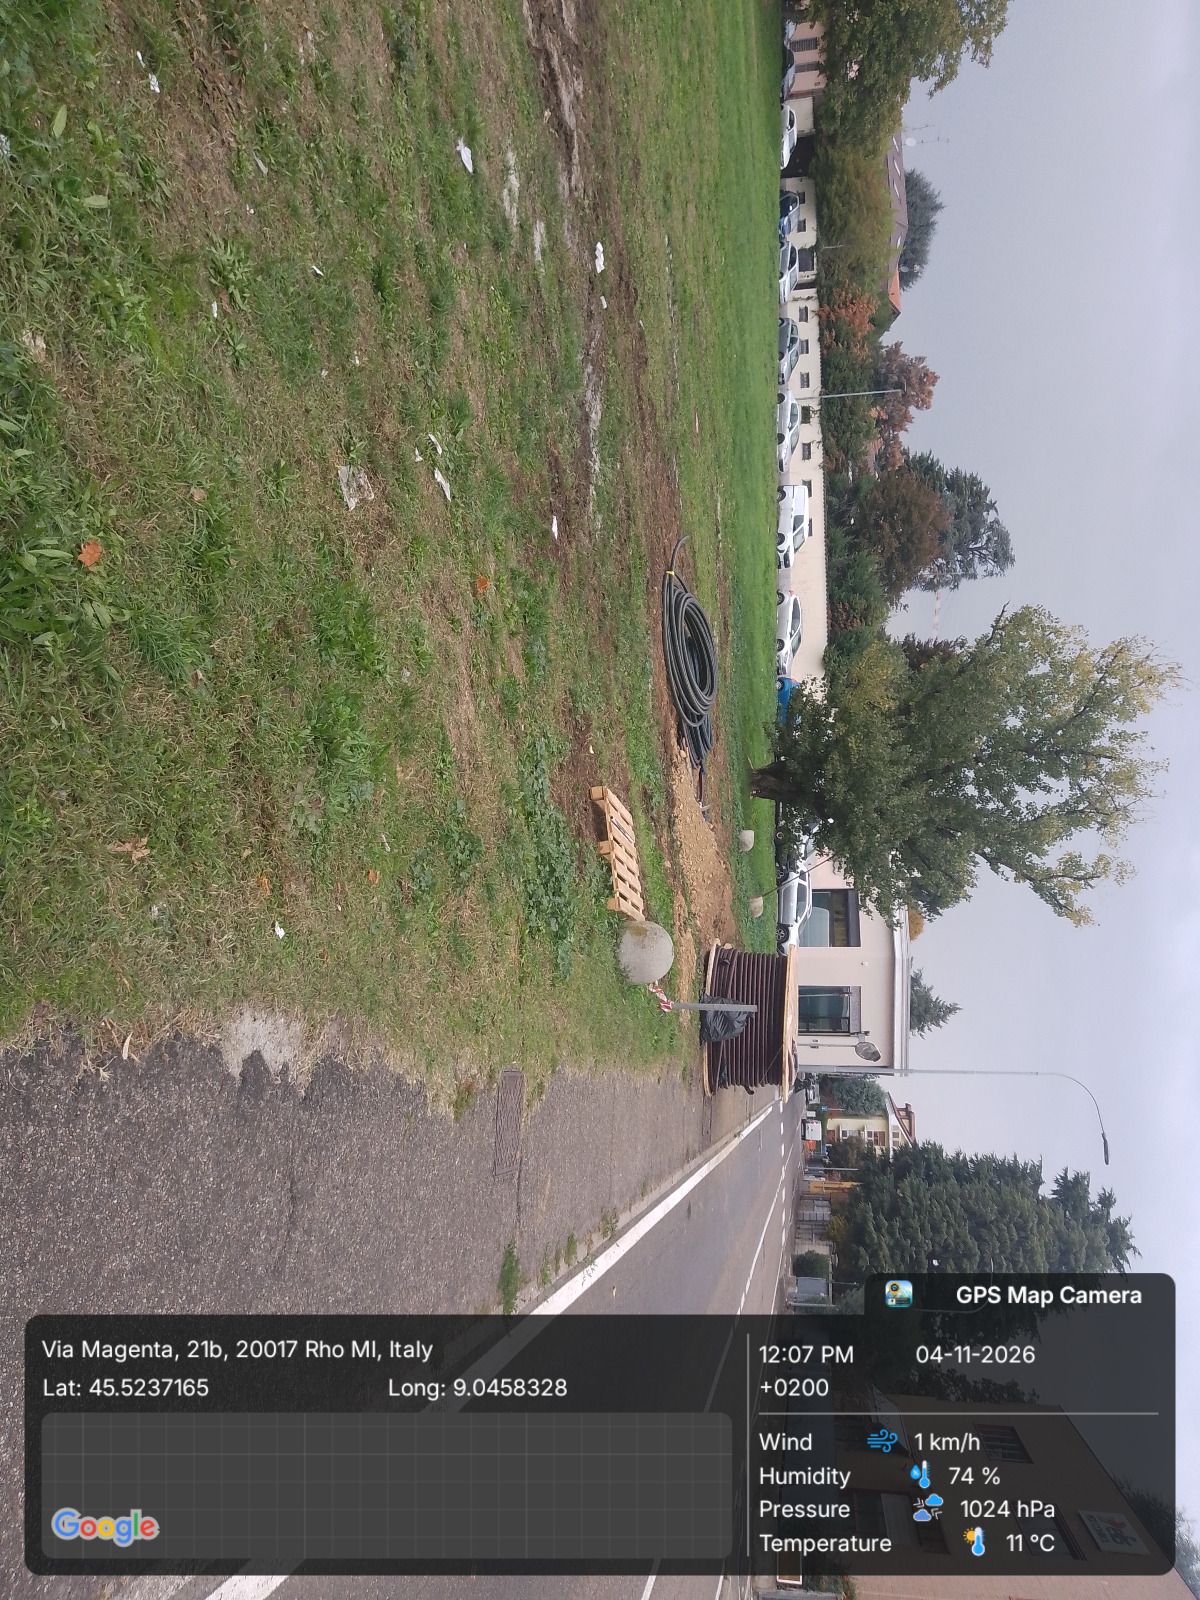 GPS Map Camera
Via Magenta, 21b, 20017 Rho MI, Italy
Lat: 45.5237165
Long: 9.0458328
Google
12:07 PM
04-11-2026
+0200
Wind 1 km/h
Humidity 74 %
Pressure 1024 hPa
Temperature 11 °C